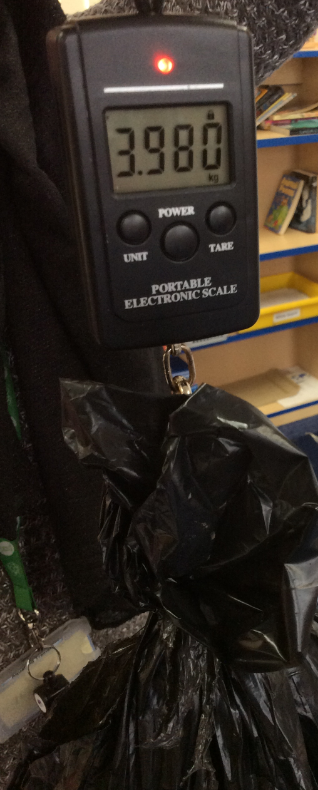 3.980
kg
POWER
UNIT
TARE
PORTABLE
ELECTRONIC SCALE